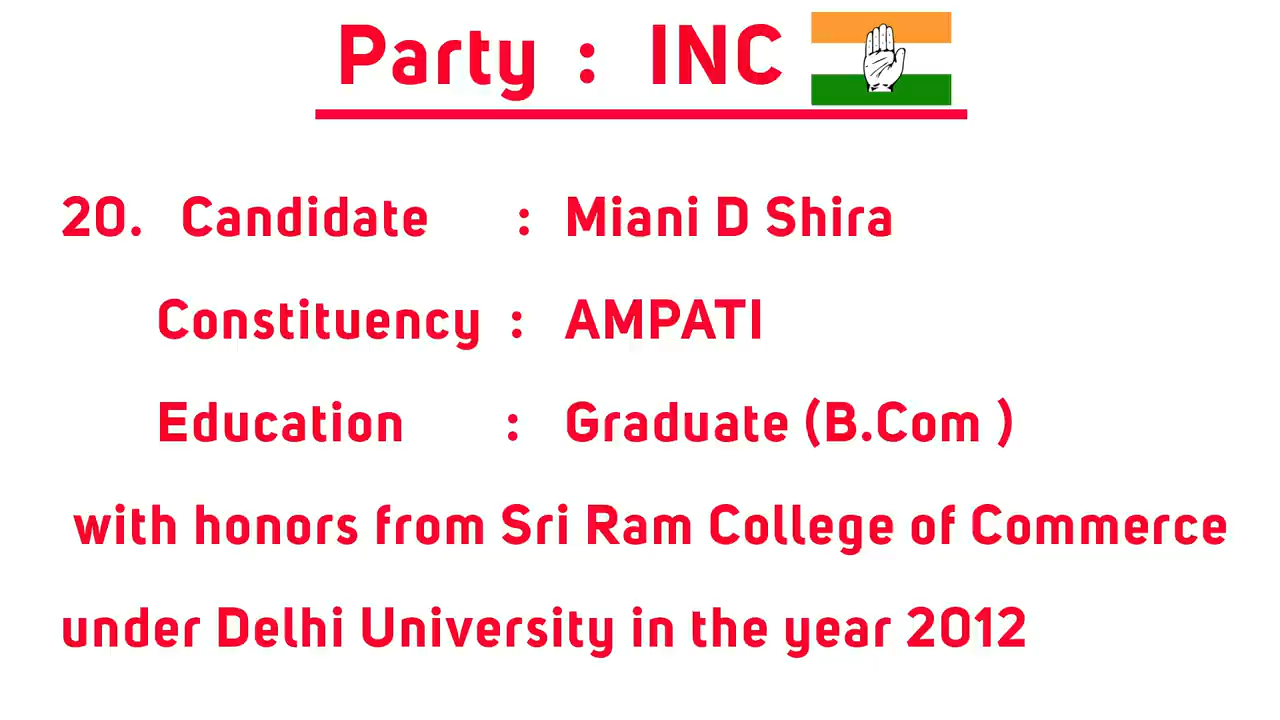 Party : INC
20. Candidate : Miani D Shira
Constituency : AMPATI
Education : Graduate (B.Com )
with honors from Sri Ram College of Commerce
under Delhi University in the year 2012